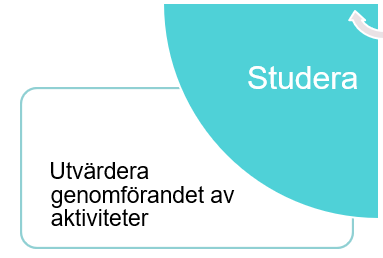 Studera
Utvärdera
genomförandet av
aktiviteter